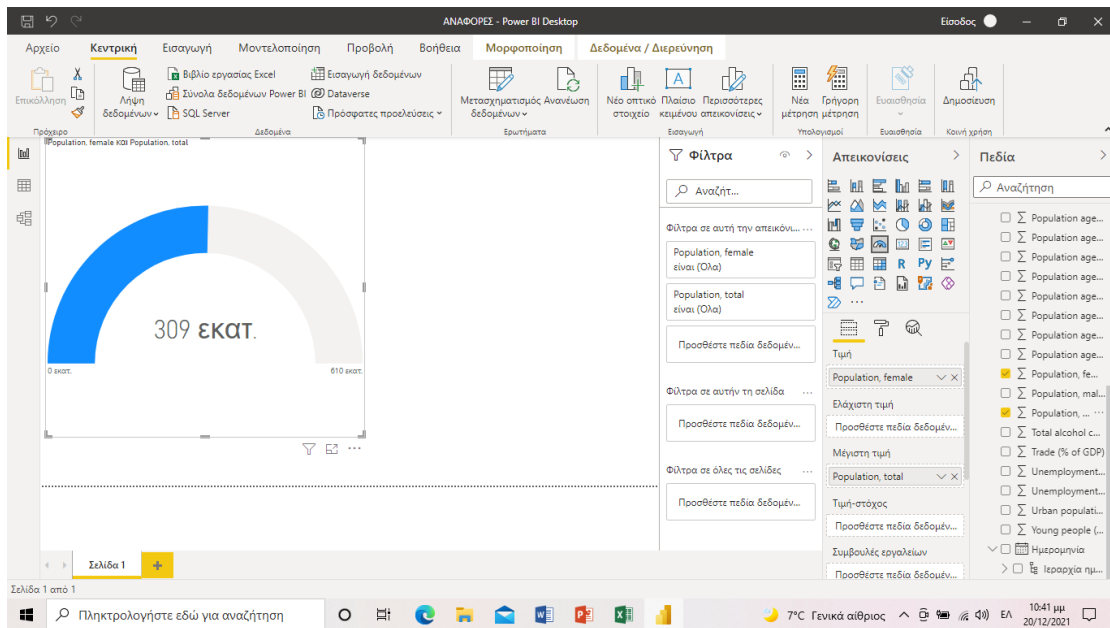 ΑΝΑΦΟΡΕΣ - Power BI Desktop
Είσοδος
Αρχείο Κεντρική Εισαγωγή Μοντελοποίηση Προβολή Βοήθεια Μορφοποίηση Δεδομένα / Διερεύνηση
Επικόλληση
Πρόχειρο
Λήψη
δεδομένων
Βιβλίο εργασίας Excel
Σύνολα δεδομένων Power BI
SQL Server
Εισαγωγή δεδομένων
Dataverse
Πρόσφατες προελεύσεις
Δεδομένα
Μετασχηματισμός
δεδομένων
Ανανέωση
Ερωτήματα
Νέο οπτικό
στοιχείο
Πλαίσιο
κειμένου
Περισσότερες
απεικονίσεις
Εισαγωγή
Νέα
μέτρηση
Γρήγορη
μέτρηση
Υπολογισμοί
Ευαισθησία
Ευαισθησία
Δημοσίευση
Κοινή χρήση
Population, female και Population, total
309 εκατ.
0 εκατ.
610 εκατ.
Φίλτρα
Αναζήτ...
Φίλτρα σε αυτή την απεικόνι...
Population, female
είναι (Όλα)
Population, total
είναι (Όλα)
Προσθέστε πεδία δεδομέν...
Φίλτρα σε αυτήν τη σελίδα
Προσθέστε πεδία δεδομέν...
Φίλτρα σε όλες τις σελίδες
Προσθέστε πεδία δεδομέν...
Απεικονίσεις
R Py
Τιμή
Population, female
Ελάχιστη τιμή
Προσθέστε πεδία δεδομέν...
Μέγιστη τιμή
Population, total
Τιμή-στόχος
Προσθέστε πεδία δεδομέν...
Συμβουλές εργαλείων
Προσθέστε πεδία δεδομέν...
Πεδία
Αναζήτηση
Population age...
Population age...
Population age...
Population age...
Population age...
Population age...
Population age...
Population age...
Population, fe...
Population, mal...
Population, ...
Total alcohol c...
Trade (% of GDP)
Unemployment...
Unemployment...
Urban populati...
Young people (...
Ημερομηνία
Ιεραρχία ημ...
Σελίδα 1
Σελίδα 1 από 1
Πληκτρολογήστε εδώ για αναζήτηση
7°C Γενικά αίθριος
ΕΛ
10:41 μμ
20/12/2021